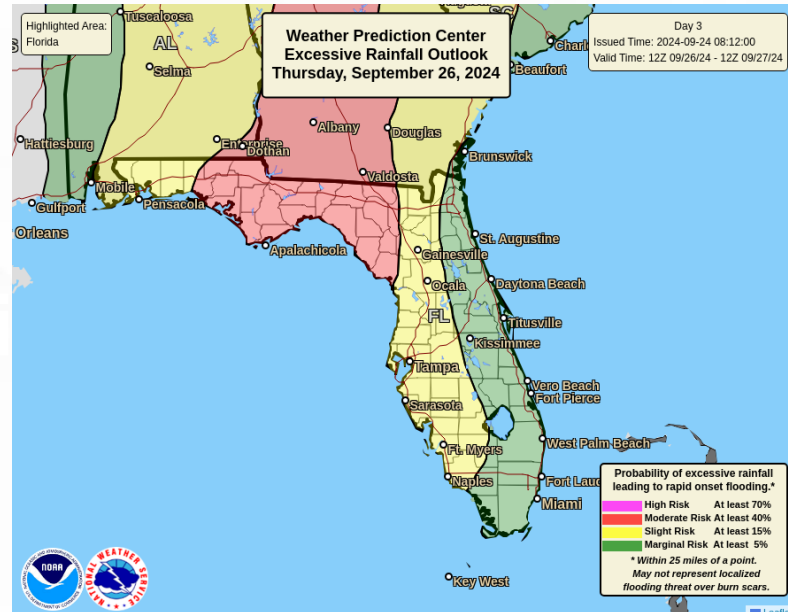 Highlighted Area:
Florida
Weather Prediction Center
Excessive Rainfall Outlook
Thursday, September 26, 2024
Day 3
Issued Time: 2024-09-24 08:12:00
Valid Time: 12Z 09/26/24 - 12Z 09/27/24
Tuscaloosa
AL
SC
Charl
Beaufort
Selma
Albany
Douglas
Hattiesburg
Enterprise
Dothan
Brunswick
Valdosta
Mobile
Gulfport
Pensacola
Orleans
Apalachicola
St. Augustine
Gainesville
Ocala
Daytona Beach
FL
Titusville
Kissimmee
Tampa
Vero Beach
Fort Pierce
Sarasota
West Palm Beach
Ft. Myers
Naples
Fort Laud
Miami
Key West
Probability of excessive rainfall
leading to rapid onset flooding.*
High Risk At least 70%
Moderate Risk At least 40%
Slight Risk At least 15%
Marginal Risk At least 5%
* Within 25 miles of a point.
May not represent localized
flooding threat over burn scars.
NOAA
NATIONAL WEATHER SERVICE
Leafle